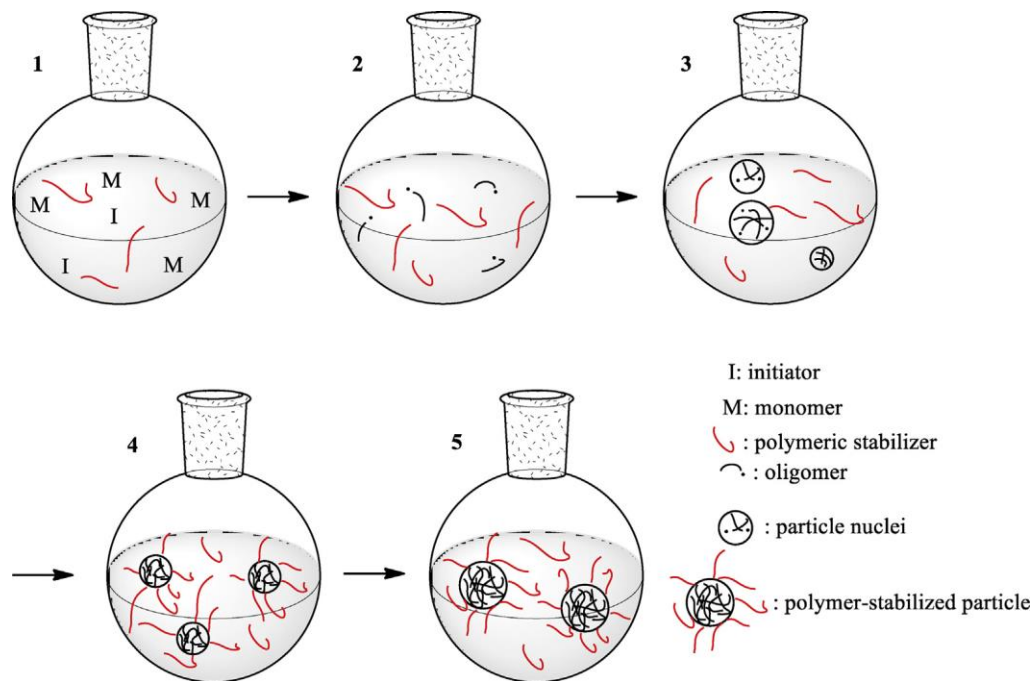 1
2
3
M
M
M
I
I
M
4
5
I: initiator
M: monomer
: polymeric stabilizer
: oligomer
: particle nuclei
: polymer-stabilized particle